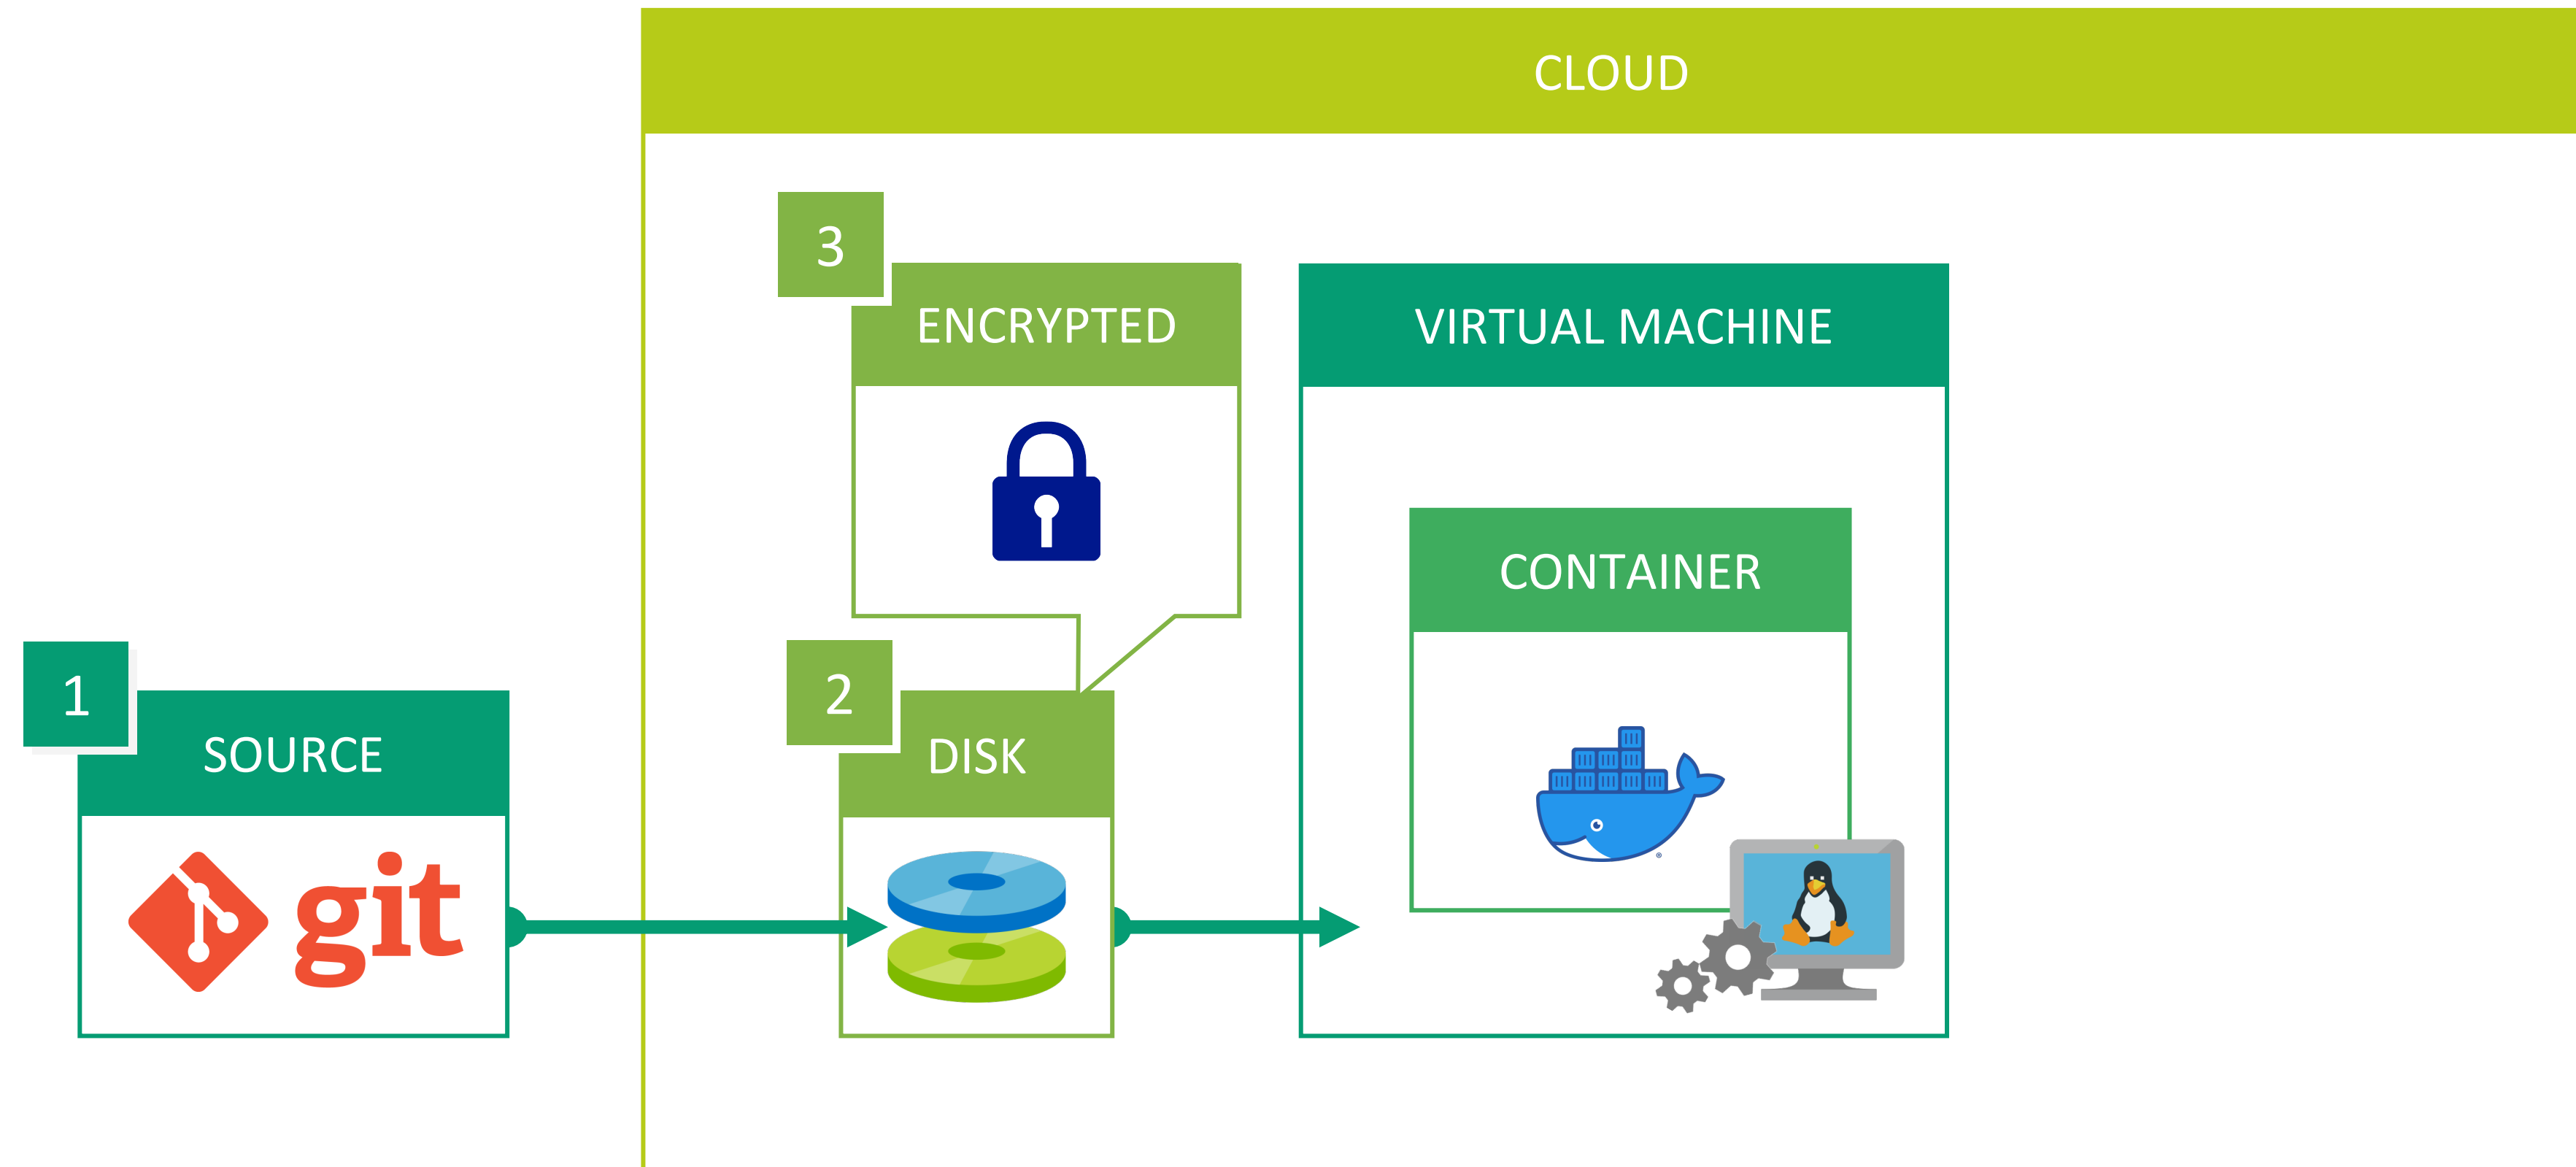 CLOUD
3
ENCRYPTED
VIRTUAL MACHINE
CONTAINER
1
SOURCE
2
DISK
git